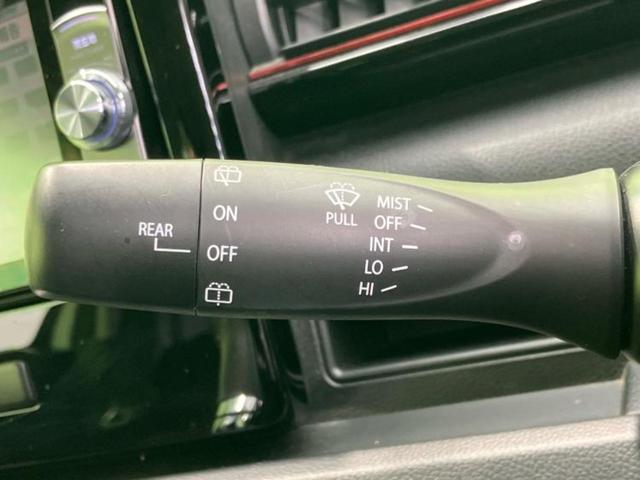 REAR
ON
OFF
PULL
MIST
OFF
INT
LO
HI